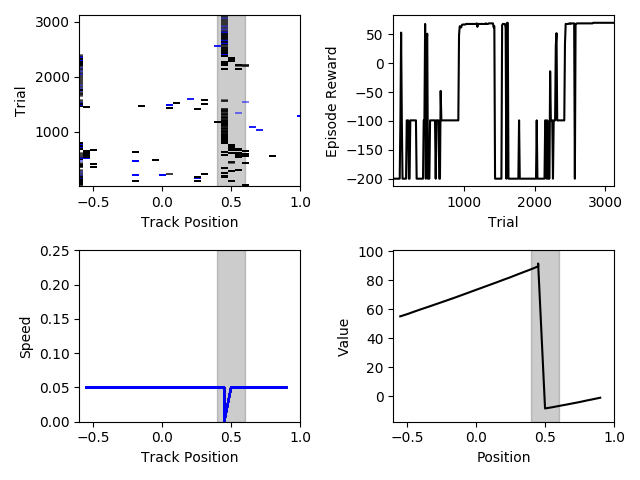 3000
2000
1000
Trial
−0.5 0.0 0.5 1.0
Track Position
50
0
−50
−100
−150
−200
Episode Reward
1000 2000 3000
Trial
0.25
0.20
0.15
0.10
0.05
0.00
Speed
−0.5 0.0 0.5 1.0
Track Position
100
80
60
40
20
0
Value
−0.5 0.0 0.5 1.0
Position